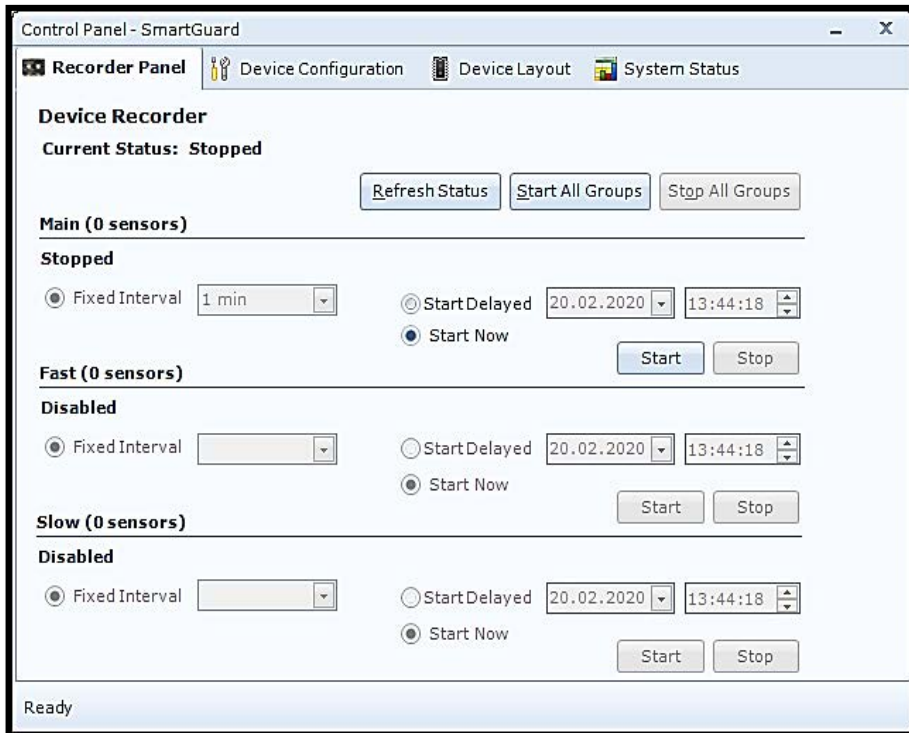 Control Panel - SmartGuard
Recorder Panel Device Configuration Device Layout System Status
Device Recorder
Current Status: Stopped
Refresh Status Start All Groups Stop All Groups
Main (0 sensors)
Stopped
Fixed Interval 1 min Start Delayed 20.02.2020 13:44:18
Start Now
Start Stop
Fast (0 sensors)
Disabled
Fixed Interval Start Delayed 20.02.2020 13:44:18
Start Now
Start Stop
Slow (0 sensors)
Disabled
Fixed Interval Start Delayed 20.02.2020 13:44:18
Start Now
Start Stop
Ready